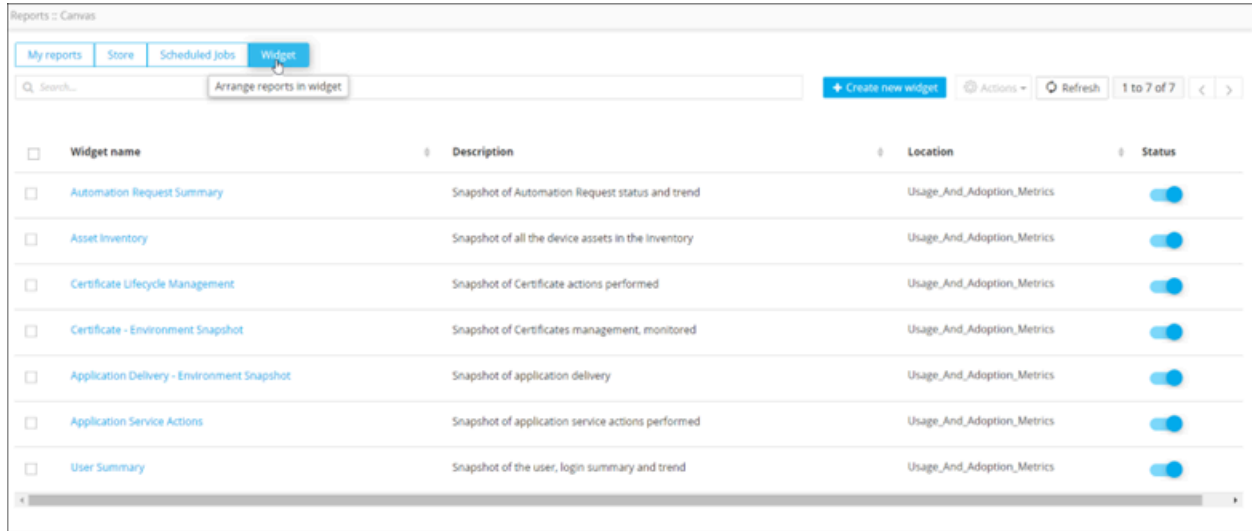 Reports :: Canvas
My reports Store Scheduled Jobs Widget
Search... Arrange reports in widget + Create new widget Actions Refresh 1 to 7 of 7
Widget name Description Location Status
Automation Request Summary Snapshot of Automation Request status and trend Usage_And_Adoption_Metrics
Asset Inventory Snapshot of all the device assets in the inventory Usage_And_Adoption_Metrics
Certificate Lifecycle Management Snapshot of Certificate actions performed Usage_And_Adoption_Metrics
Certificate - Environment Snapshot Snapshot of Certificates management, monitored Usage_And_Adoption_Metrics
Application Delivery - Environment Snapshot Snapshot of application delivery Usage_And_Adoption_Metrics
Application Service Actions Snapshot of application service actions performed Usage_And_Adoption_Metrics
User Summary Snapshot of the user, login summary and trend Usage_And_Adoption_Metrics